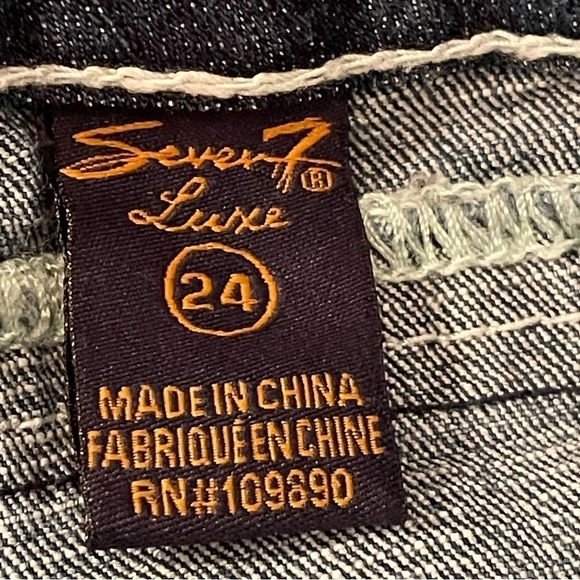 Seven7®
Luxe
24
MADE IN CHINA
FABRIQUÉ EN CHINE
RN#109890